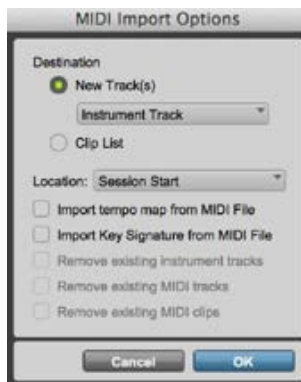 MIDI Import Options
Destination
New Track(s)
Instrument Track
Clip List
Location: Session Start
Import tempo map from MIDI File
Import Key Signature from MIDI File
Remove existing instrument tracks
Remove existing MIDI tracks
Remove existing MIDI clips
Cancel OK